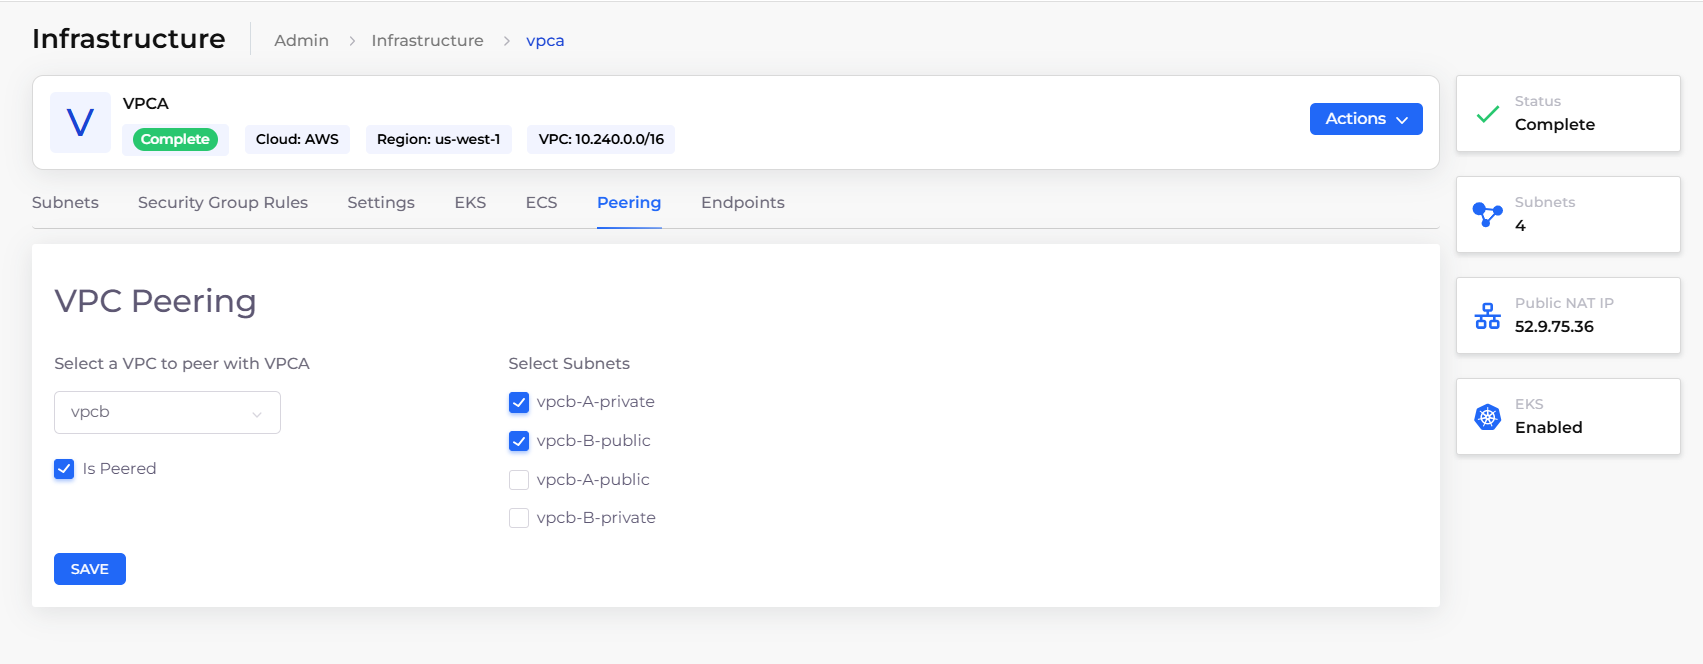 Infrastructure
Admin > Infrastructure > vpca
V
VPCA
Complete
Cloud: AWS
Region: us-west-1
VPC: 10.240.0.0/16
Actions
Subnets
Security Group Rules
Settings
EKS
ECS
Peering
Endpoints
VPC Peering
Select a VPC to peer with VPCA
vpcb
Is Peered
SAVE
Select Subnets
vpcb-A-private
vpcb-B-public
vpcb-A-public
vpcb-B-private
Status
Complete
Subnets
4
Public NAT IP
52.9.75.36
EKS
Enabled